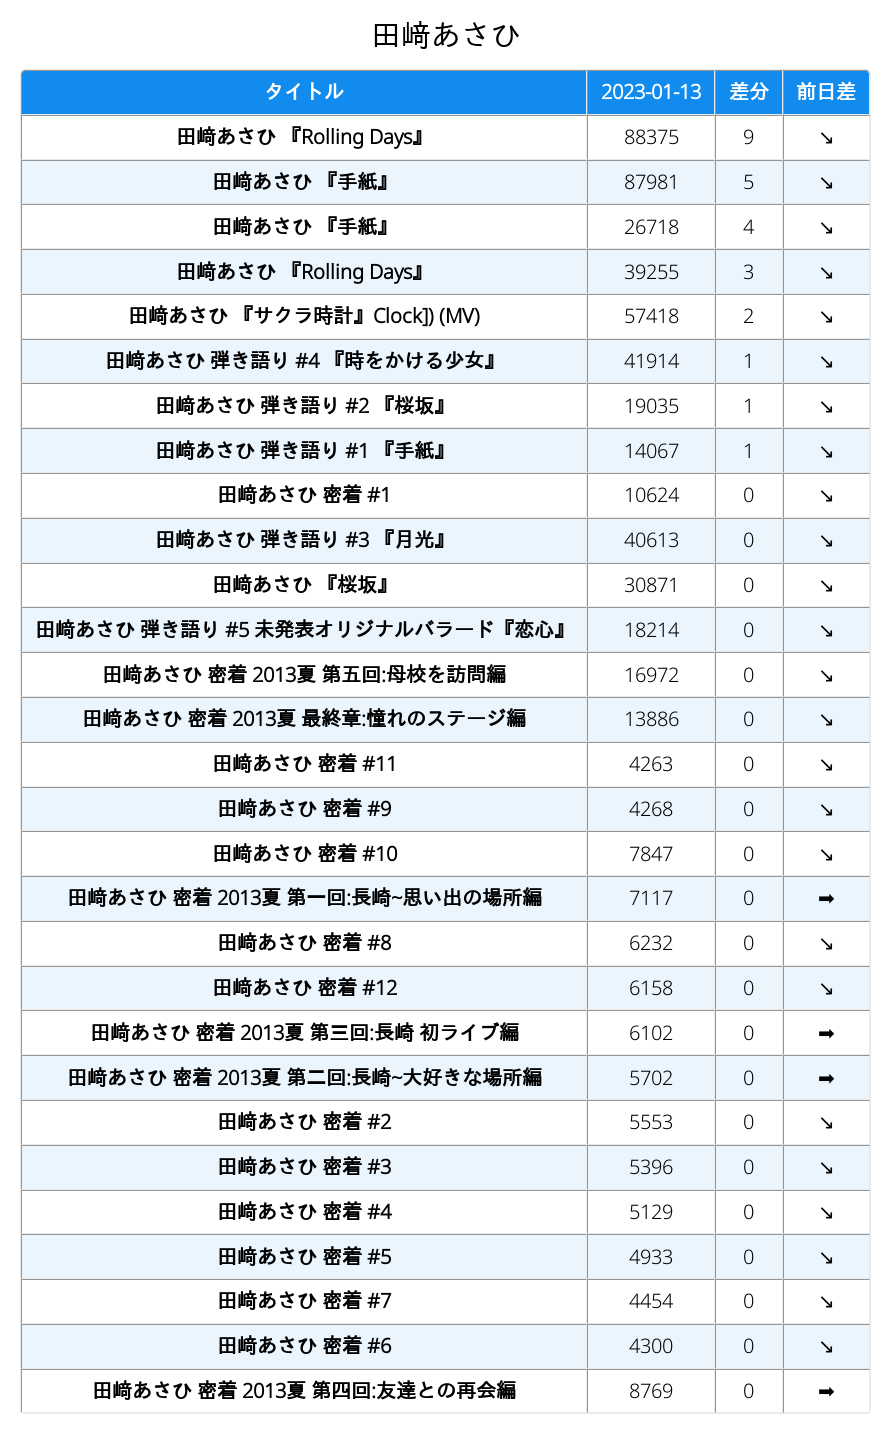 田﨑あさひ
タイトル 2023-01-13 差分 前日差
田﨑あさひ 『Rolling Days』 88375 9 ↘
田﨑あさひ 『手紙』 87981 5 ↘
田﨑あさひ 『手紙』 26718 4 ↘
田﨑あさひ 『Rolling Days』 39255 3 ↘
田﨑あさひ 『サクラ時計』Clock]) (MV) 57418 2 ↘
田﨑あさひ 弾き語り #4 『時をかける少女』 41914 1 ↘
田﨑あさひ 弾き語り #2 『桜坂』 19035 1 ↘
田﨑あさひ 弾き語り #1 『手紙』 14067 1 ↘
田﨑あさひ 密着 #1 10624 0 ↘
田﨑あさひ 弾き語り #3 『月光』 40613 0 ↘
田﨑あさひ 『桜坂』 30871 0 ↘
田﨑あさひ 弾き語り #5 未発表オリジナルバラード『恋心』 18214 0 ↘
田﨑あさひ 密着 2013夏 第五回:母校を訪問編 16972 0 ↘
田﨑あさひ 密着 2013夏 最終章:憧れのステージ編 13886 0 ↘
田﨑あさひ 密着 #11 4263 0 ↘
田﨑あさひ 密着 #9 4268 0 ↘
田﨑あさひ 密着 #10 7847 0 ↘
田﨑あさひ 密着 2013夏 第一回:長崎~思い出の場所編 7117 0 ➡
田﨑あさひ 密着 #8 6232 0 ↘
田﨑あさひ 密着 #12 6158 0 ↘
田﨑あさひ 密着 2013夏 第三回:長崎 初ライブ編 6102 0 ➡
田﨑あさひ 密着 2013夏 第二回:長崎~大好きな場所編 5702 0 ➡
田﨑あさひ 密着 #2 5553 0 ↘
田﨑あさひ 密着 #3 5396 0 ↘
田﨑あさひ 密着 #4 5129 0 ↘
田﨑あさひ 密着 #5 4933 0 ↘
田﨑あさひ 密着 #7 4454 0 ↘
田﨑あさひ 密着 #6 4300 0 ↘
田﨑あさひ 密着 2013夏 第四回:友達との再会編 8769 0 ➡